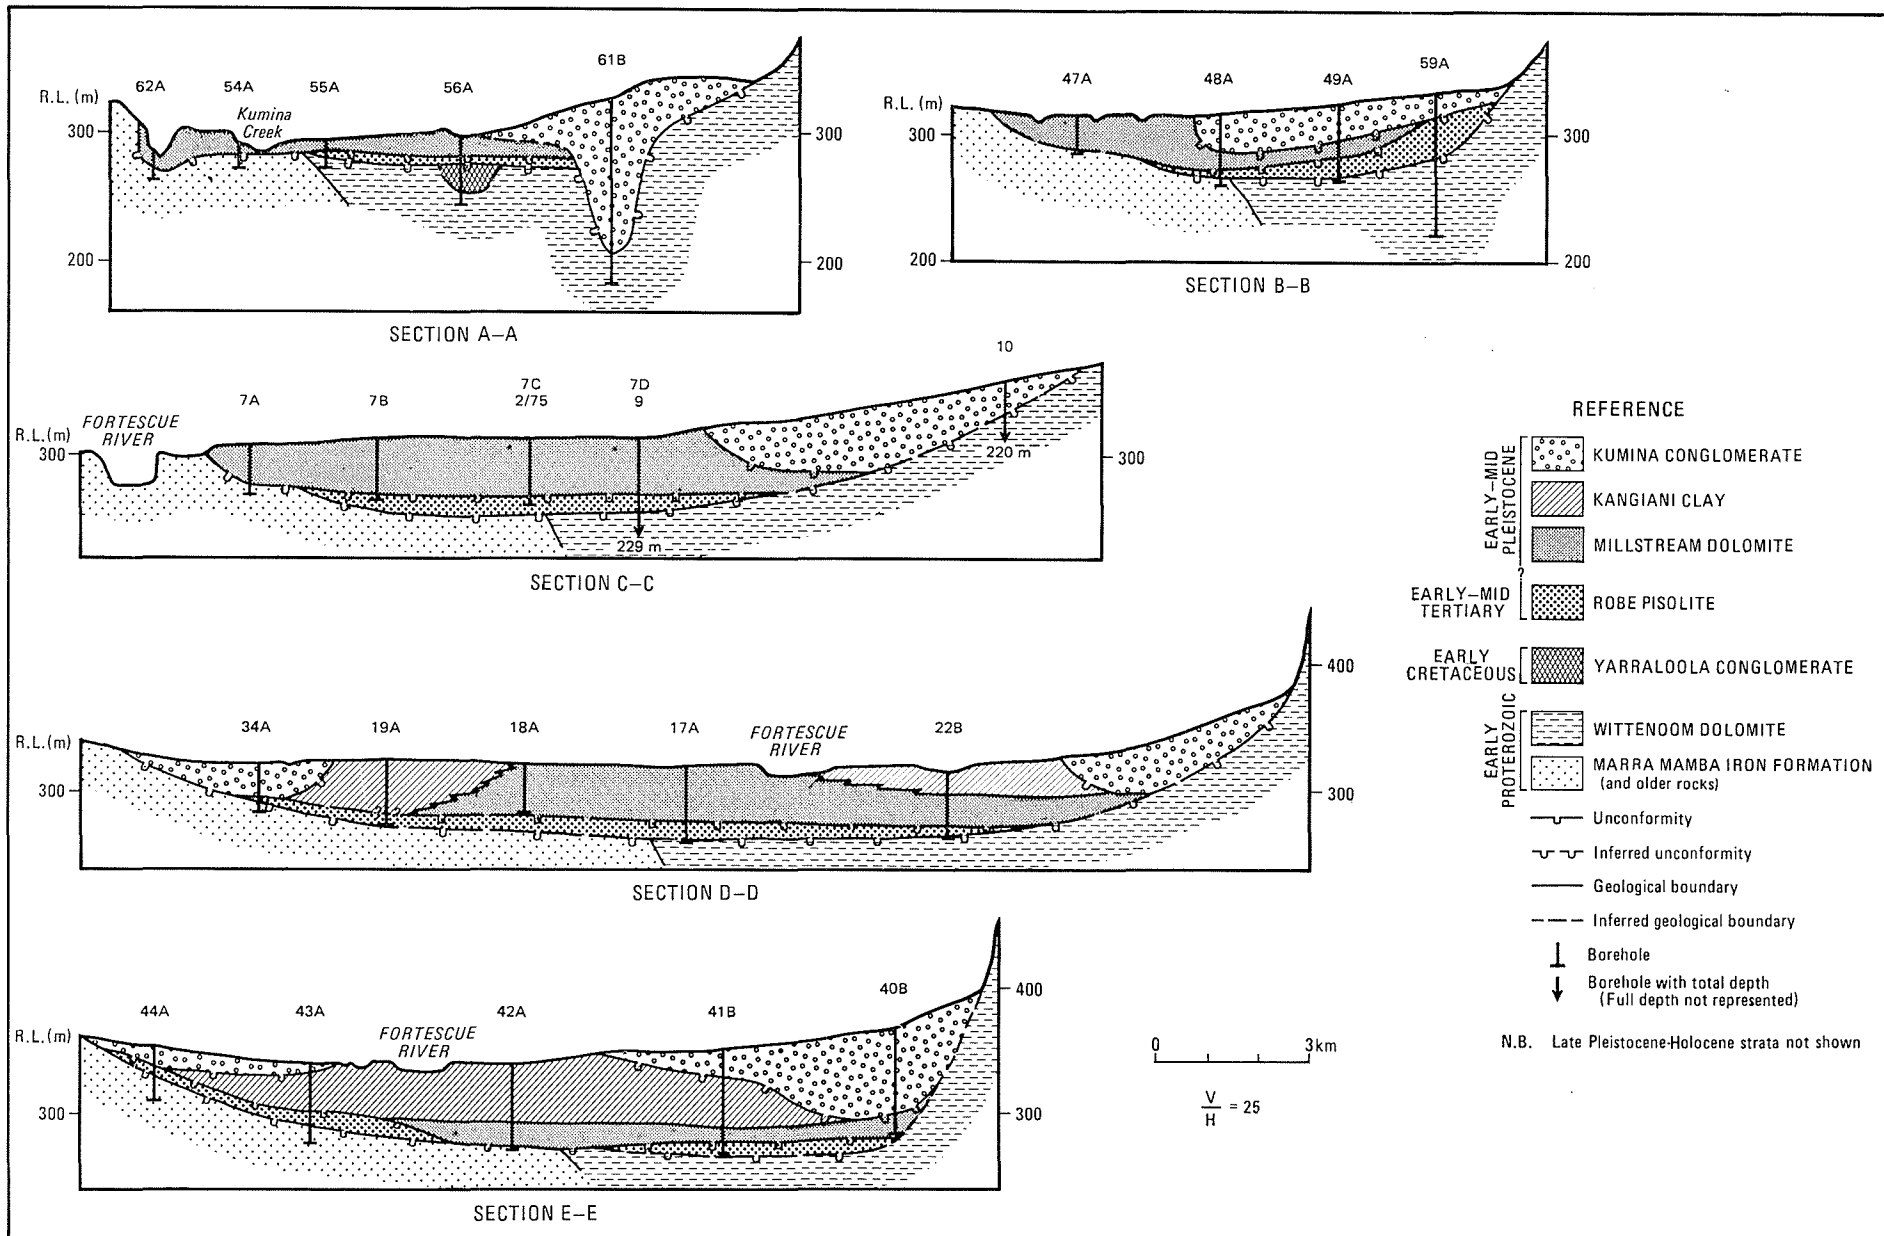 62A
54A
Kumina
Creek
55A
56A
61B
R.L. (m)
300
200
300
200
SECTION A–A
47A
48A
49A
59A
R.L. (m)
300
200
300
200
SECTION B–B
FORTESCUE
RIVER
7A
7B
7C
2/75
7D
9
10
R.L. (m)
300
300
220 m
229 m
SECTION C–C
34A
19A
18A
17A
FORTESCUE
RIVER
22B
R.L. (m)
300
400
300
SECTION D–D
44A
43A
FORTESCUE
RIVER
42A
41B
40B
R.L. (m)
300
400
300
SECTION E–E
REFERENCE
EARLY–MID
PLEISTOCENE
KUMINA CONGLOMERATE
KANGIANI CLAY
MILLSTREAM DOLOMITE
?
EARLY–MID
TERTIARY
ROBE PISOLITE
EARLY
CRETACEOUS
YARRALOOLA CONGLOMERATE
EARLY
PROTEROZOIC
WITTENOOM DOLOMITE
MARRA MAMBA IRON FORMATION
(and older rocks)
Unconformity
Inferred unconformity
Geological boundary
Inferred geological boundary
Borehole
Borehole with total depth
(Full depth not represented)
N.B. Late Pleistocene-Holocene strata not shown
0
3km
V
H
= 25